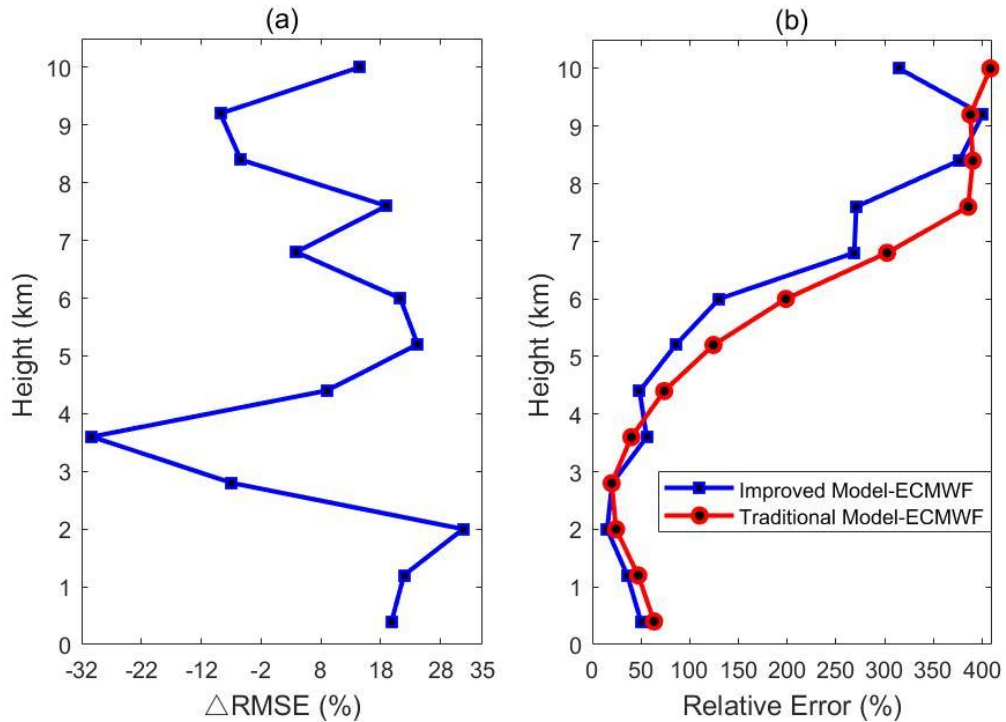 (a)
10
9
8
7
6
5
4
3
2
1
0
Height (km)
-32 -22 -12 -2 8 18 28 35
△RMSE (%)
(b)
10
9
8
7
6
5
4
3
2
1
0
Height (km)
Improved Model-ECMWF
Traditional Model-ECMWF
0 50 100 150 200 250 300 350 400
Relative Error (%)